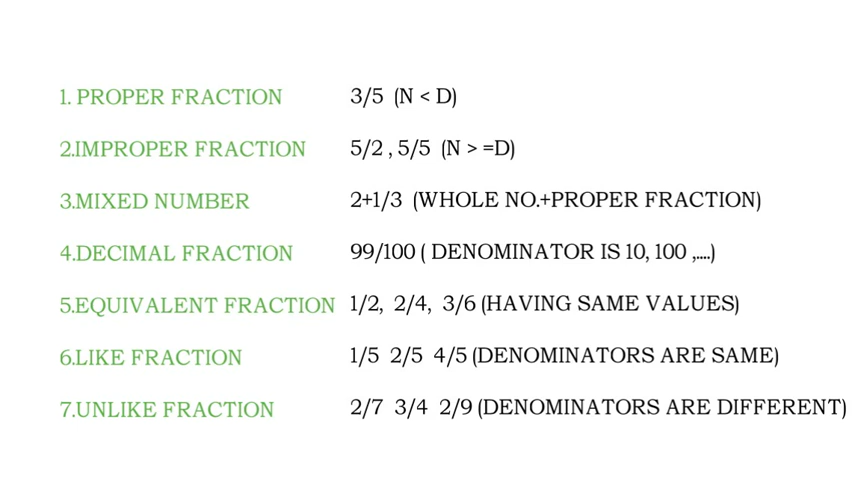 1. PROPER FRACTION 3/5 (N < D)
2.IMPROPER FRACTION 5/2 , 5/5 (N > =D)
3.MIXED NUMBER 2+1/3 (WHOLE NO.+PROPER FRACTION)
4.DECIMAL FRACTION 99/100 ( DENOMINATOR IS 10, 100 ,....)
5.EQUIVALENT FRACTION 1/2, 2/4, 3/6 (HAVING SAME VALUES)
6.LIKE FRACTION 1/5 2/5 4/5 (DENOMINATORS ARE SAME)
7.UNLIKE FRACTION 2/7 3/4 2/9 (DENOMINATORS ARE DIFFERENT)